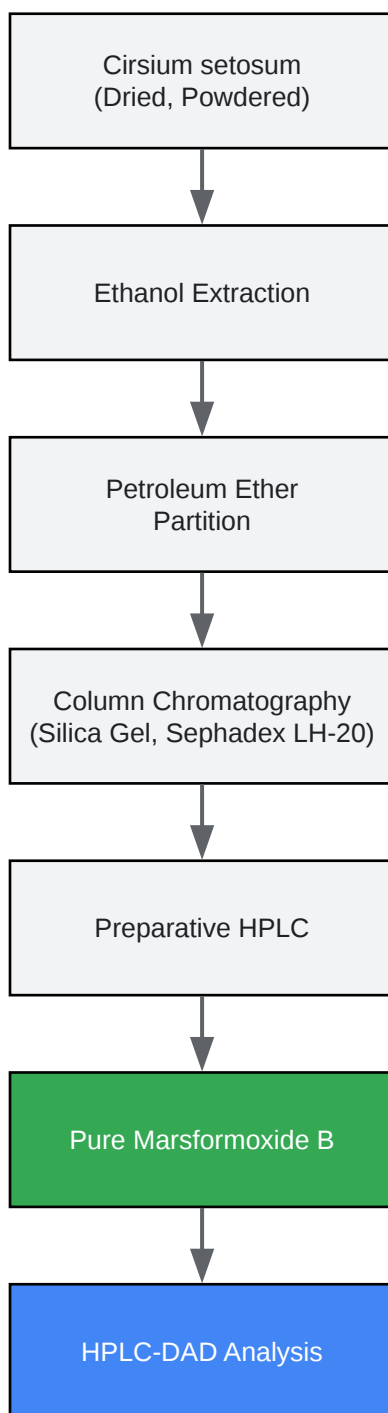 Cirsium setosum
(Dried, Powdered)
Ethanol Extraction
Petroleum Ether
Partition
Column Chromatography
(Silica Gel, Sephadex LH-20)
Preparative HPLC
Pure Marsformoxide B
HPLC-DAD Analysis